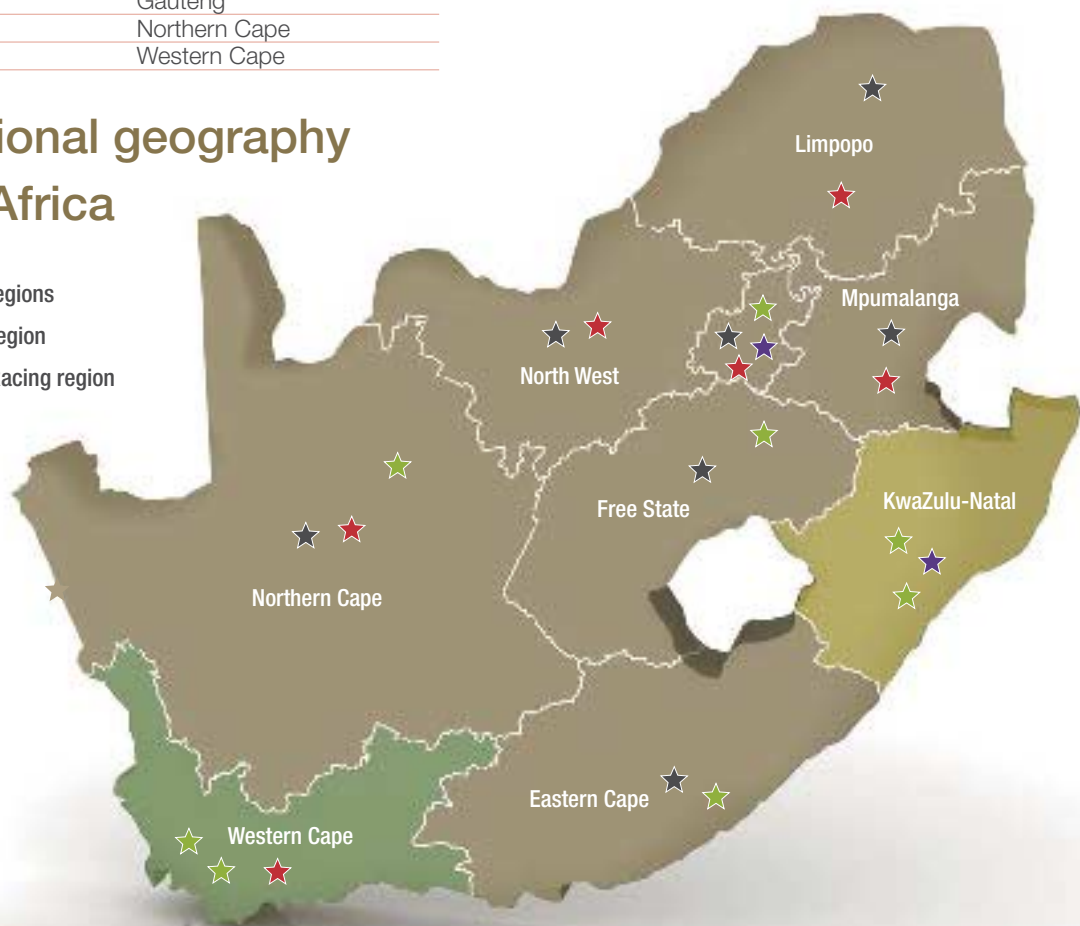 Gauteng
Northern Cape
Western Cape
ional geography
Africa
egions
egion
acing region
Limpopo
Mpumalanga
North West
KwaZulu-Natal
Free State
Northern Cape
Eastern Cape
Western Cape